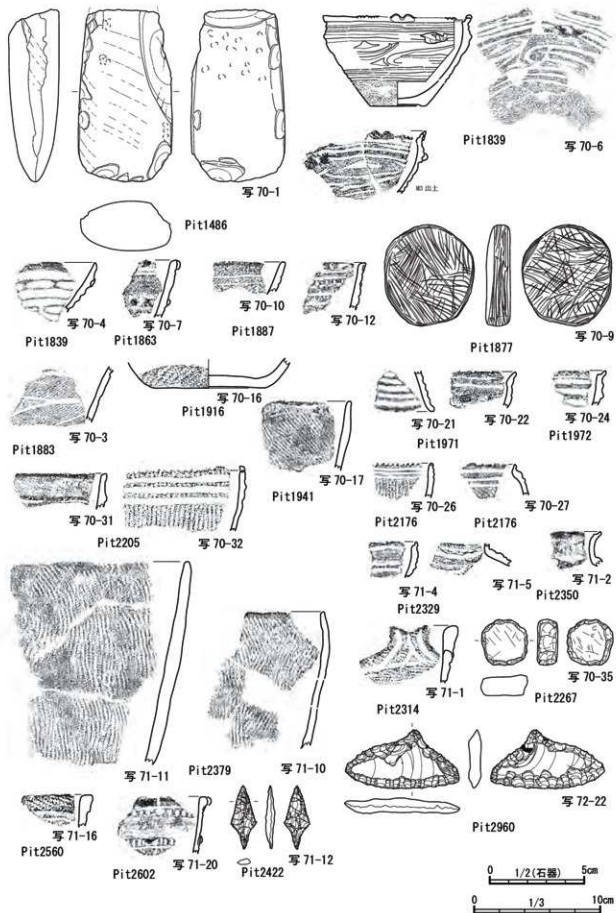 写 70-1
Pit1486
M3 出土
Pit1839
写 70-6
写 70-4
Pit1839
写 70-7
Pit1863
写 70-10
Pit1887
写 70-12
写 70-9
Pit1877
写 70-3
Pit1883
写 70-16
Pit1916
写 70-17
Pit1941
写 70-21
写 70-22
Pit1971
写 70-24
Pit1972
写 70-31
写 70-32
Pit2205
写 70-26
Pit2176
写 70-27
Pit2176
写 71-4
写 71-5
Pit2329
写 71-2
Pit2350
写 71-1
Pit2314
写 70-35
Pit2267
写 71-11
写 71-10
Pit2379
写 72-22
Pit2960
写 71-16
Pit2560
写 71-20
Pit2602
写 71-12
Pit2422
0 1/2(石器) 5cm
0 1/3 10cm